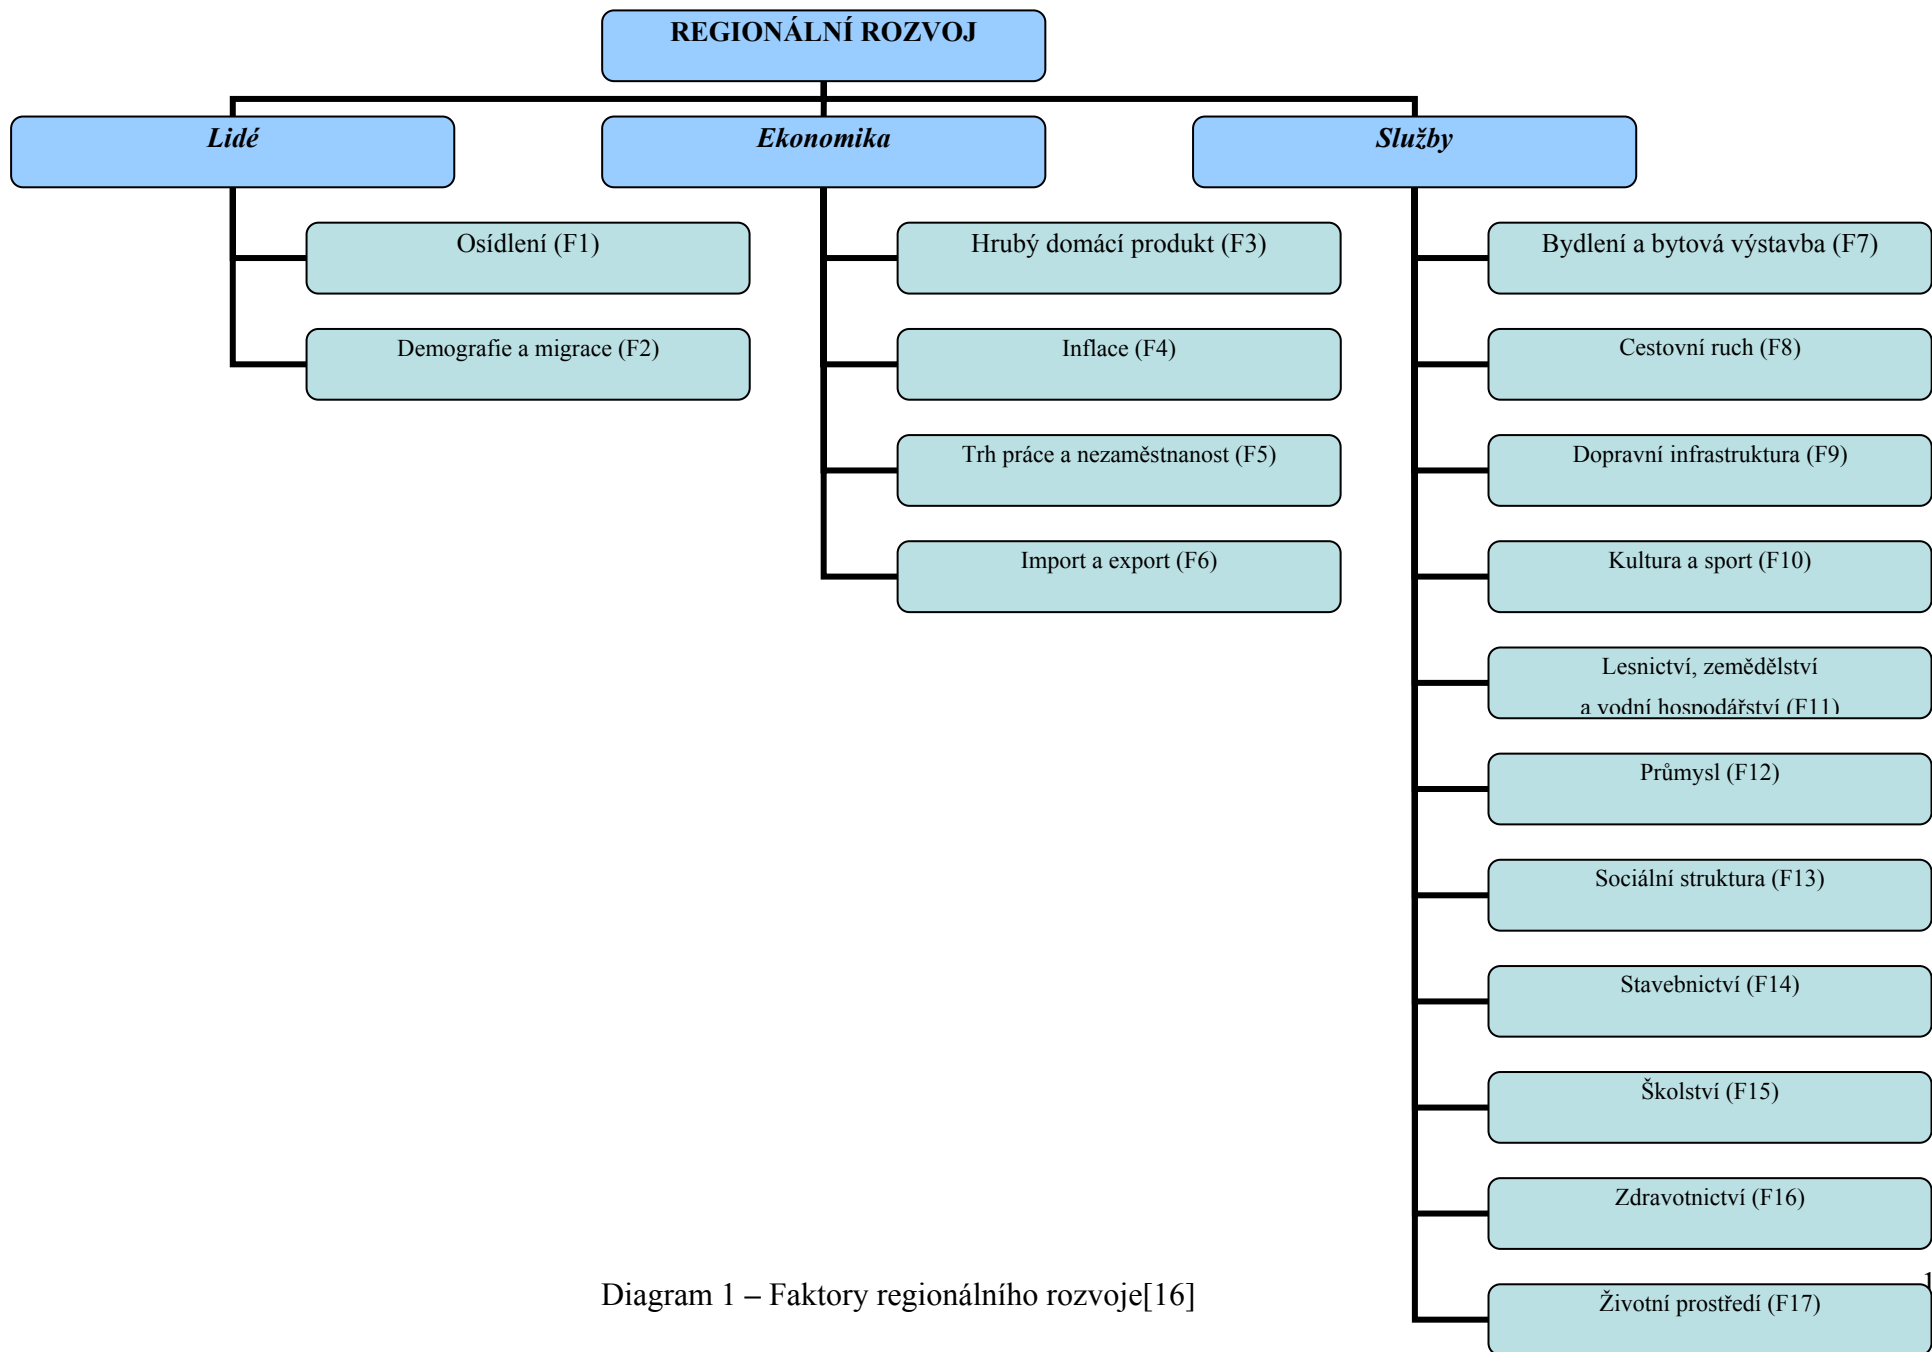 REGIONÁLNÍ ROZVOJ
Lidé
Ekonomika
Služby
Osídlení (F1)
Demografie a migrace (F2)
Hrubý domácí produkt (F3)
Inflace (F4)
Trh práce a nezaměstnanost (F5)
Import a export (F6)
Bydlení a bytová výstavba (F7)
Cestovní ruch (F8)
Dopravní infrastruktura (F9)
Kultura a sport (F10)
Lesnictví, zemědělství
a vodní hospodářství (F11)
Průmysl (F12)
Sociální struktura (F13)
Stavebnictví (F14)
Školství (F15)
Zdravotnictví (F16)
Životní prostředí (F17)
Diagram 1 – Faktory regionálního rozvoje[16]